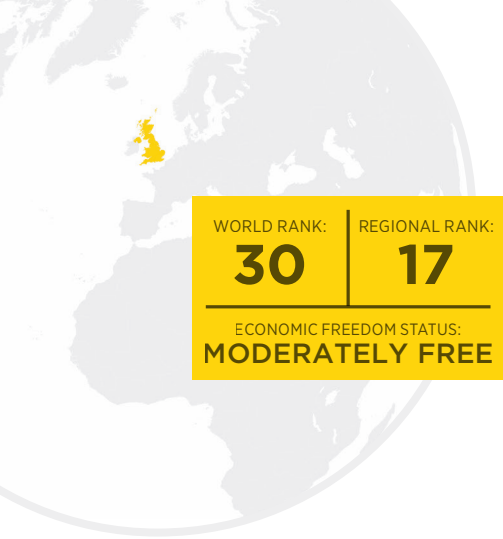 WORLD RANK:
30
REGIONAL RANK:
17
ECONOMIC FREEDOM STATUS:
MODERATELY FREE